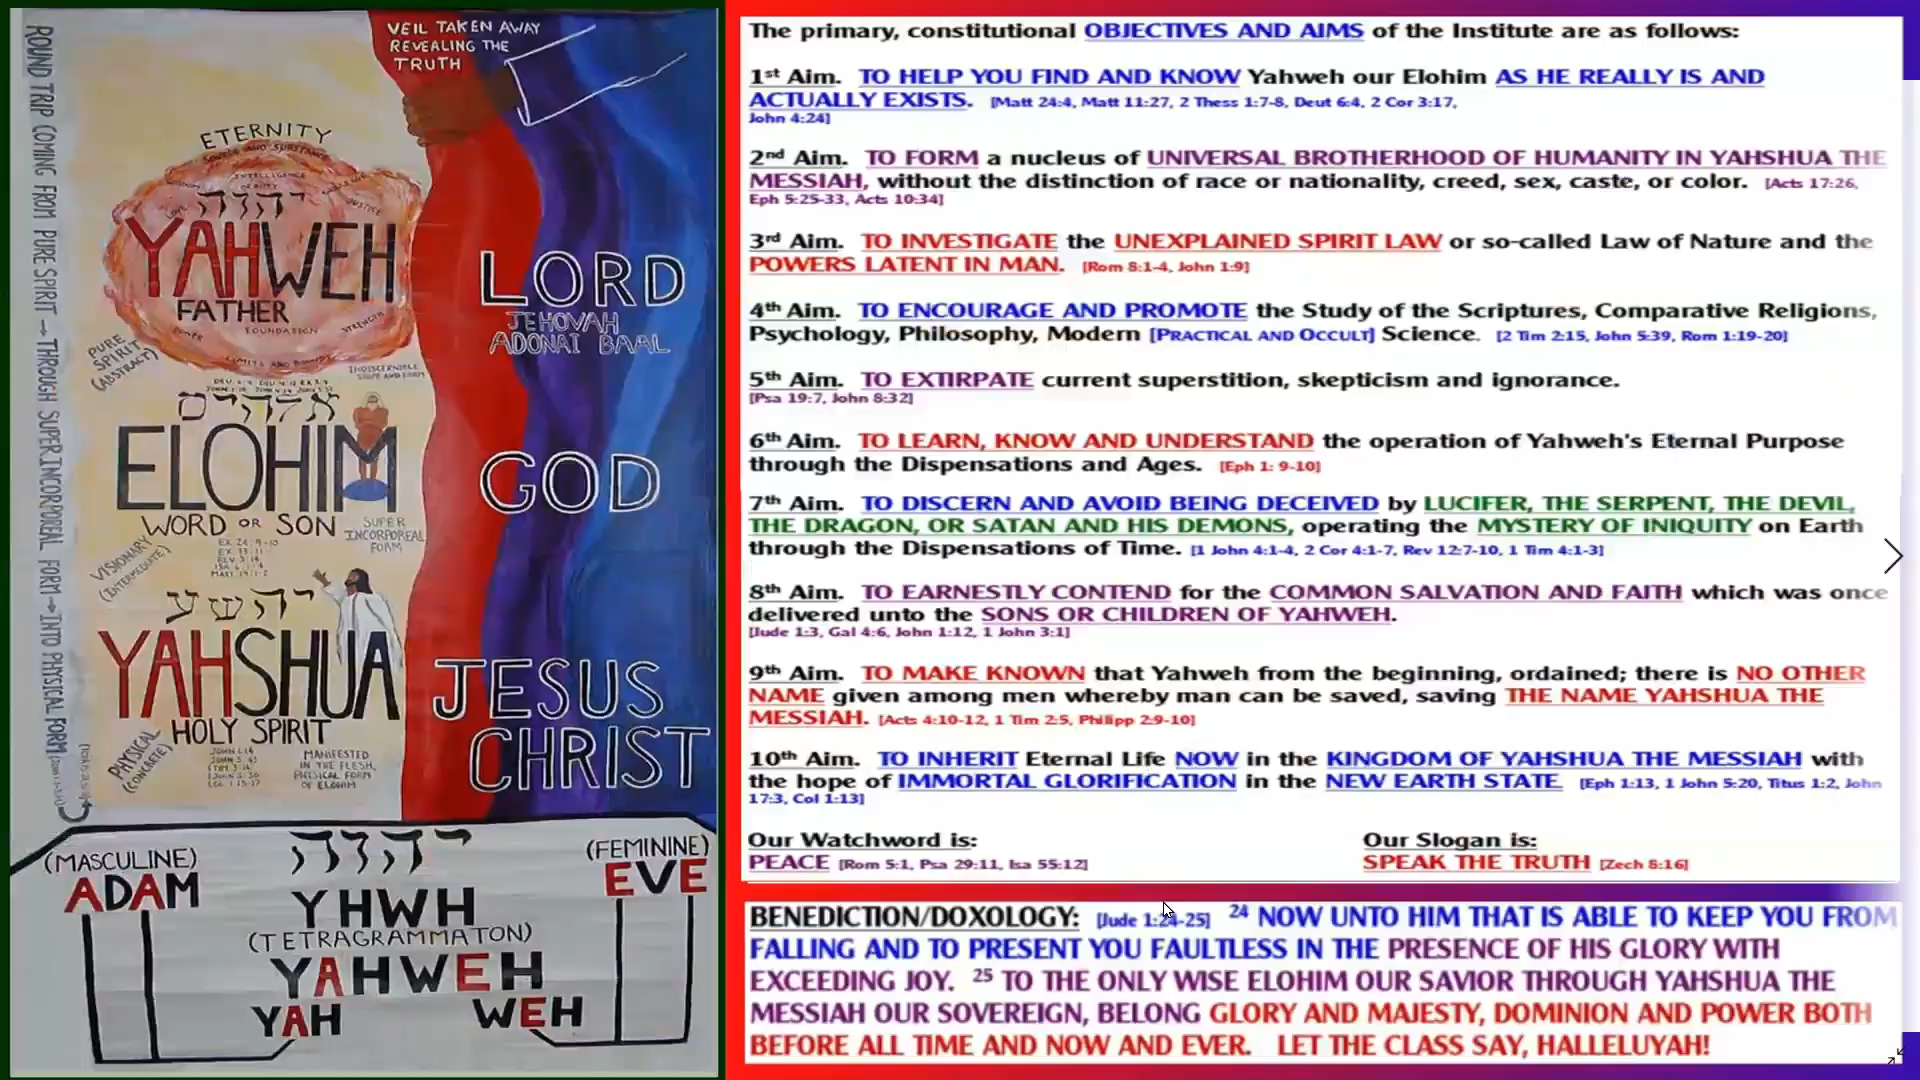 VEIL TAKEN AWAY
REVEALING THE
TRUTH
ROUND TRIP COMING FROM PURE SPIRIT → THROUGH SUPERINCORPOREAL FORM → INTO PHYSICAL FORM
ETERNITY
SOURCE AND SUBSTANCE
INTELLIGENCE
JUSTICE
LOVE
יהוה
YAHWEH
FATHER
POWER
FOUNDATION
STRENGTH
LIMITS AND BOUNDS
PURE
SPIRIT
(ABSTRACT)
INDISCERNIBLE
SHAPE AND FORM
LORD
JEHOVAH
ADONAI BAAL
אלהים
ELOHIM
WORD OR SON
SUPER
INCORPOREAL
FORM
VISIONARY
(INTERMEDIATE)
EX 24:9-10
EX 33:11
GOD
יהשע
YAHSHUA
HOLY SPIRIT
PHYSICAL
(CONCRETE)
MANIFESTED
IN THE FLESH,
PHYSICAL FORM
OF ELOHIM
JESUS
CHRIST
(MASCULINE)
ADAM
יהוה
YHWH
(TETRAGRAMMATON)
YAHWEH
YAH WEH
(FEMININE)
EVE
The primary, constitutional OBJECTIVES AND AIMS of the Institute are as follows:
1st Aim. TO HELP YOU FIND AND KNOW Yahweh our Elohim AS HE REALLY IS AND
ACTUALLY EXISTS. [Matt 24:4, Matt 11:27, 2 Thess 1:7-8, Deut 6:4, 2 Cor 3:17,
John 4:24]
2nd Aim. TO FORM a nucleus of UNIVERSAL BROTHERHOOD OF HUMANITY IN YAHSHUA THE
MESSIAH, without the distinction of race or nationality, creed, sex, caste, or color. [Acts 17:26,
Eph 5:25-33, Acts 10:34]
3rd Aim. TO INVESTIGATE the UNEXPLAINED SPIRIT LAW or so-called Law of Nature and the
POWERS LATENT IN MAN. [Rom 8:1-4, John 1:9]
4th Aim. TO ENCOURAGE AND PROMOTE the Study of the Scriptures, Comparative Religions,
Psychology, Philosophy, Modern [PRACTICAL AND OCCULT] Science. [2 Tim 2:15, John 5:39, Rom 1:19-20]
5th Aim. TO EXTIRPATE current superstition, skepticism and ignorance.
[Psa 19:7, John 8:32]
6th Aim. TO LEARN, KNOW AND UNDERSTAND the operation of Yahweh's Eternal Purpose
through the Dispensations and Ages. [Eph 1: 9-10]
7th Aim. TO DISCERN AND AVOID BEING DECEIVED by LUCIFER, THE SERPENT, THE DEVIL,
THE DRAGON, OR SATAN AND HIS DEMONS, operating the MYSTERY OF INIQUITY on Earth
through the Dispensations of Time. [1 John 4:1-4, 2 Cor 4:1-7, Rev 12:7-10, 1 Tim 4:1-3]
8th Aim. TO EARNESTLY CONTEND for the COMMON SALVATION AND FAITH which was once
delivered unto the SONS OR CHILDREN OF YAHWEH.
[Jude 1:3, Gal 4:6, John 1:12, 1 John 3:1]
9th Aim. TO MAKE KNOWN that Yahweh from the beginning, ordained; there is NO OTHER
NAME given among men whereby man can be saved, saving THE NAME YAHSHUA THE
MESSIAH. [Acts 4:10-12, 1 Tim 2:5, Philipp 2:9-10]
10th Aim. TO INHERIT Eternal Life NOW in the KINGDOM OF YAHSHUA THE MESSIAH with
the hope of IMMORTAL GLORIFICATION in the NEW EARTH STATE [Eph 1:13, 1 John 5:20, Titus 1:2, John
17:3, Col 1:13]
Our Watchword is: Our Slogan is:
PEACE [Rom 5:1, Psa 29:11, Isa 55:12] SPEAK THE TRUTH [Zech 8:16]
BENEDICTION/DOXOLOGY: [Jude 1:24-25] 24 NOW UNTO HIM THAT IS ABLE TO KEEP YOU FROM
FALLING AND TO PRESENT YOU FAULTLESS IN THE PRESENCE OF HIS GLORY WITH
EXCEEDING JOY. 25 TO THE ONLY WISE ELOHIM OUR SAVIOR THROUGH YAHSHUA THE
MESSIAH OUR SOVEREIGN, BELONG GLORY AND MAJESTY, DOMINION AND POWER BOTH
BEFORE ALL TIME AND NOW AND EVER. LET THE CLASS SAY, HALLELUYAH!